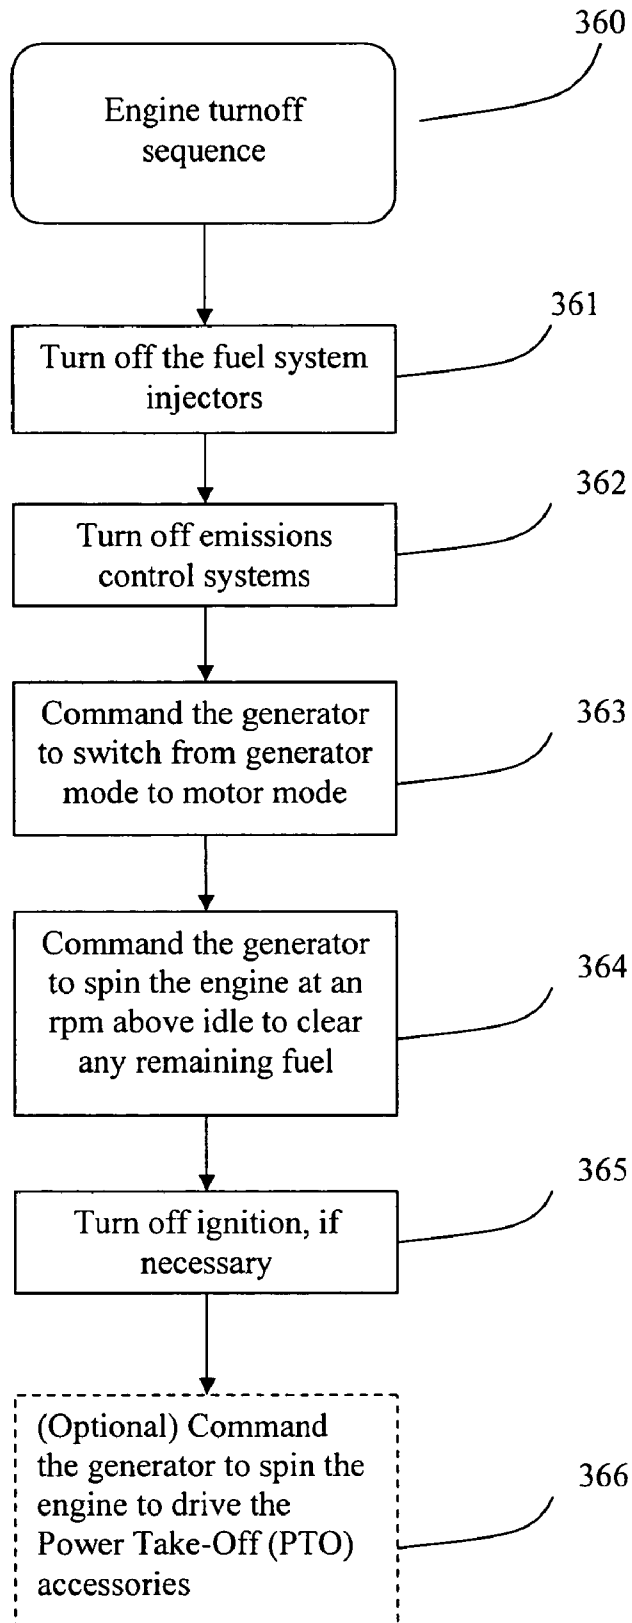 360
Engine turnoff
sequence
361
Turn off the fuel system
injectors
362
Turn off emissions
control systems
363
Command the generator
to switch from generator
mode to motor mode
364
Command the generator
to spin the engine at an
rpm above idle to clear
any remaining fuel
365
Turn off ignition, if
necessary
(Optional) Command
the generator to spin the
engine to drive the
Power Take-Off (PTO)
accessories
366